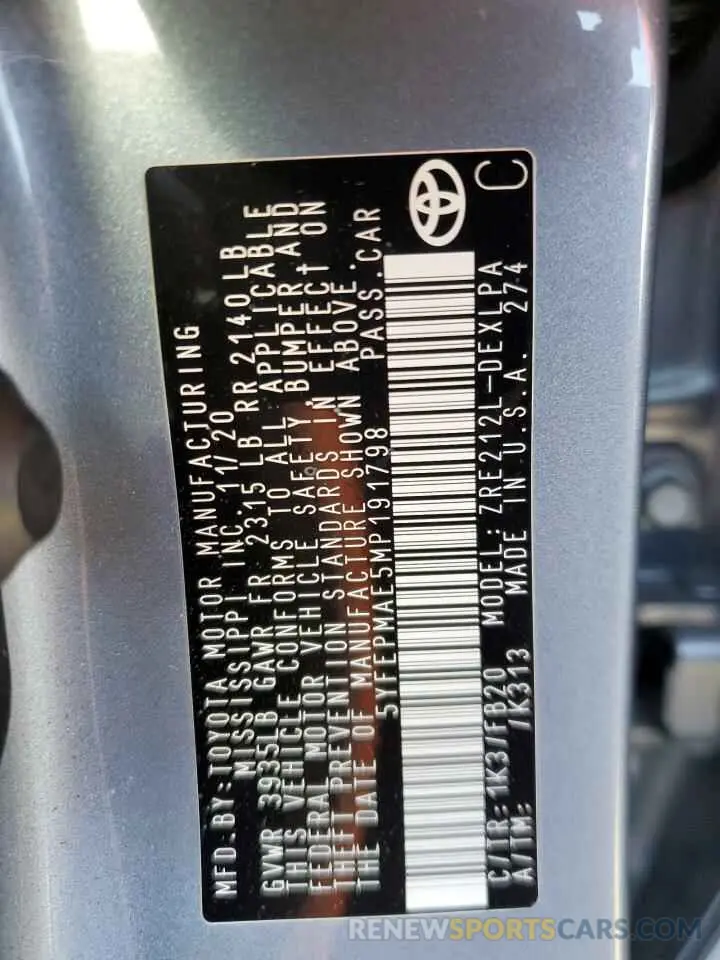 MFD. BY: TOYOTA MOTOR MANUFACTURING
MISSISSIPPI INC. 11/20
GVWR 3935LB GAWR FR 2315 LB RR 2140 LB
THIS VEHICLE CONFORMS TO ALL APPLICABLE
FEDERAL MOTOR VEHICLE SAFETY, BUMPER AND
THEFT PREVENTION STANDARDS IN EFFECT ON
THE DATE OF MANUFACTURE SHOWN ABOVE.
5YFEPMAE5MP191798 PASS. CAR
C/TR: 1K3/FB20 MODEL: ZRE212L-DEXLPA
A/TM: /K313 MADE IN U.S.A. 274
C
RENEWSPORTSCARS.COM